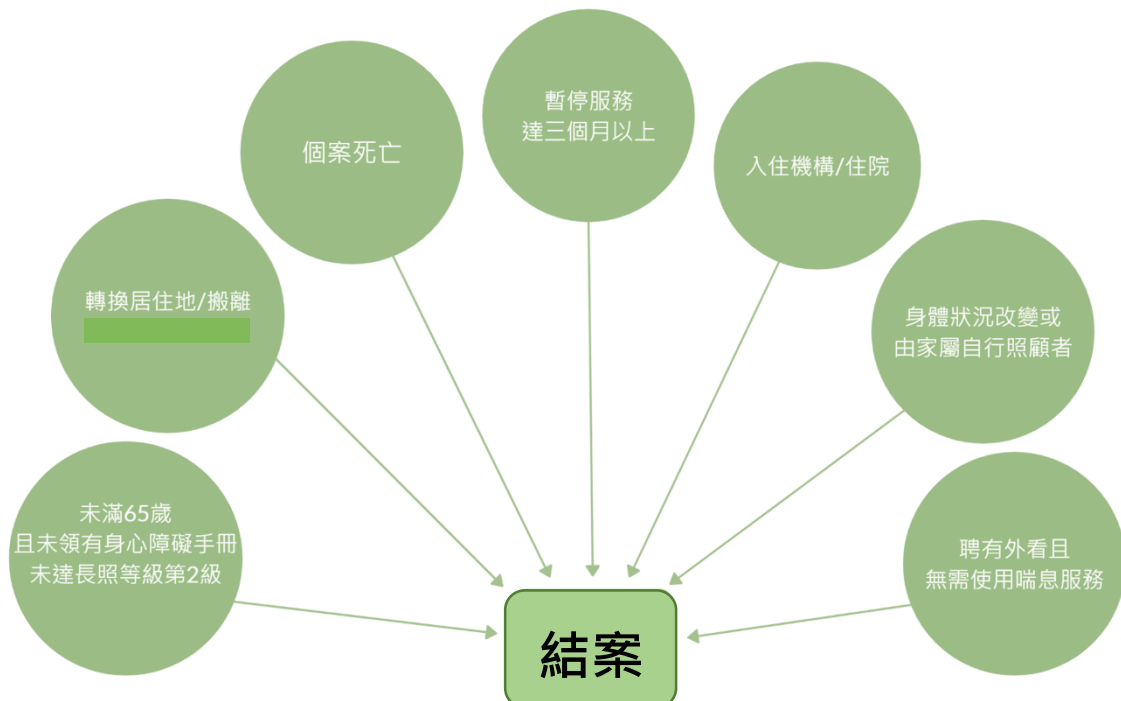 個案死亡
暫停服務
達三個月以上
入住機構/住院
轉換居住地/搬離
身體狀況改變或
由家屬自行照顧者
未滿65歲
且未領有身心障礙手冊
未達長照等級第2級
聘有外看且
無需使用喘息服務
結案